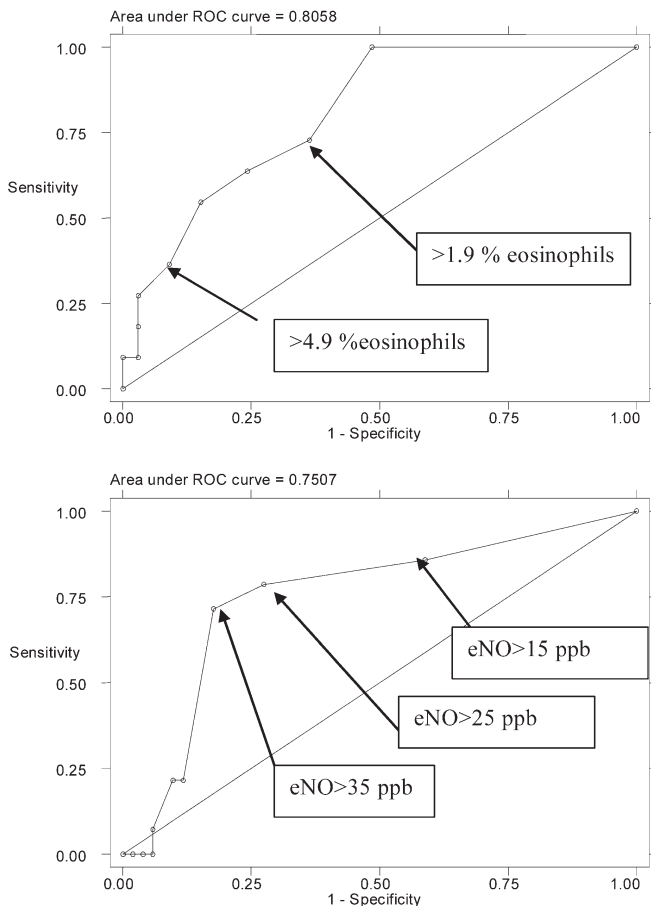 Area under ROC curve = 0.8058
1.00
0.75
Sensitivity
0.50
>1.9 % eosinophils
0.25
>4.9 %eosinophils
0.00
0.00 0.25 0.50 0.75 1.00
1 - Specificity
Area under ROC curve = 0.7507
1.00
0.75
Sensitivity
eNO>15 ppb
0.50
eNO>25 ppb
0.25
eNO>35 ppb
0.00
0.00 0.25 0.50 0.75 1.00
1 - Specificity